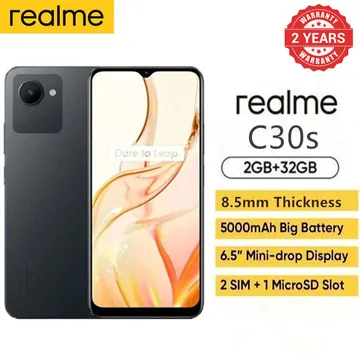 realme
WARRANTY
2 YEARS
WARRANTY
realme
C30s
2GB+32GB
Dare to Leap.
8.5mm Thickness
5000mAh Big Battery
6.5” Mini-drop Display
2 SIM + 1 MicroSD Slot
realme